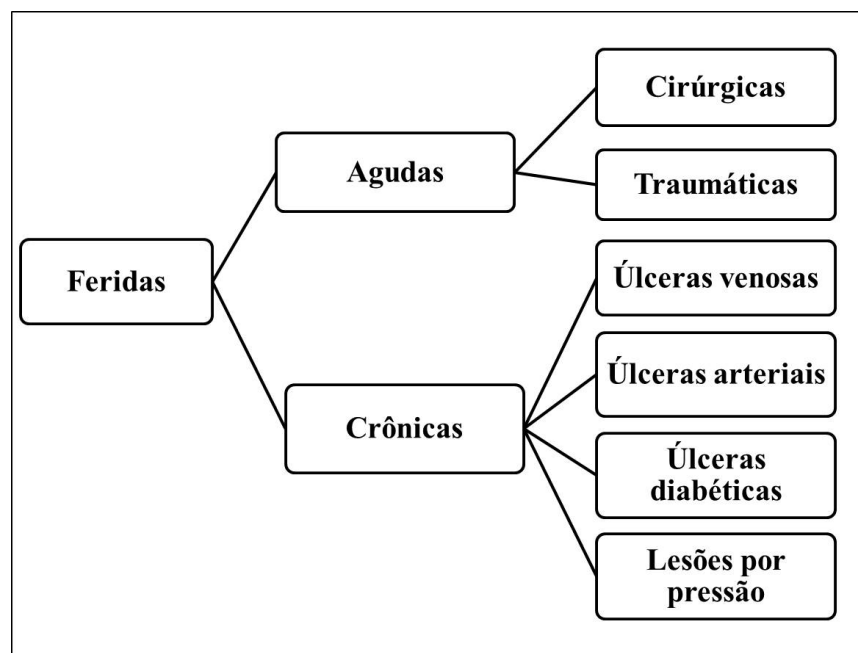 Feridas
Agudas
Cirúrgicas
Traumáticas
Crônicas
Úlceras venosas
Úlceras arteriais
Úlceras
diabéticas
Lesões por
pressão